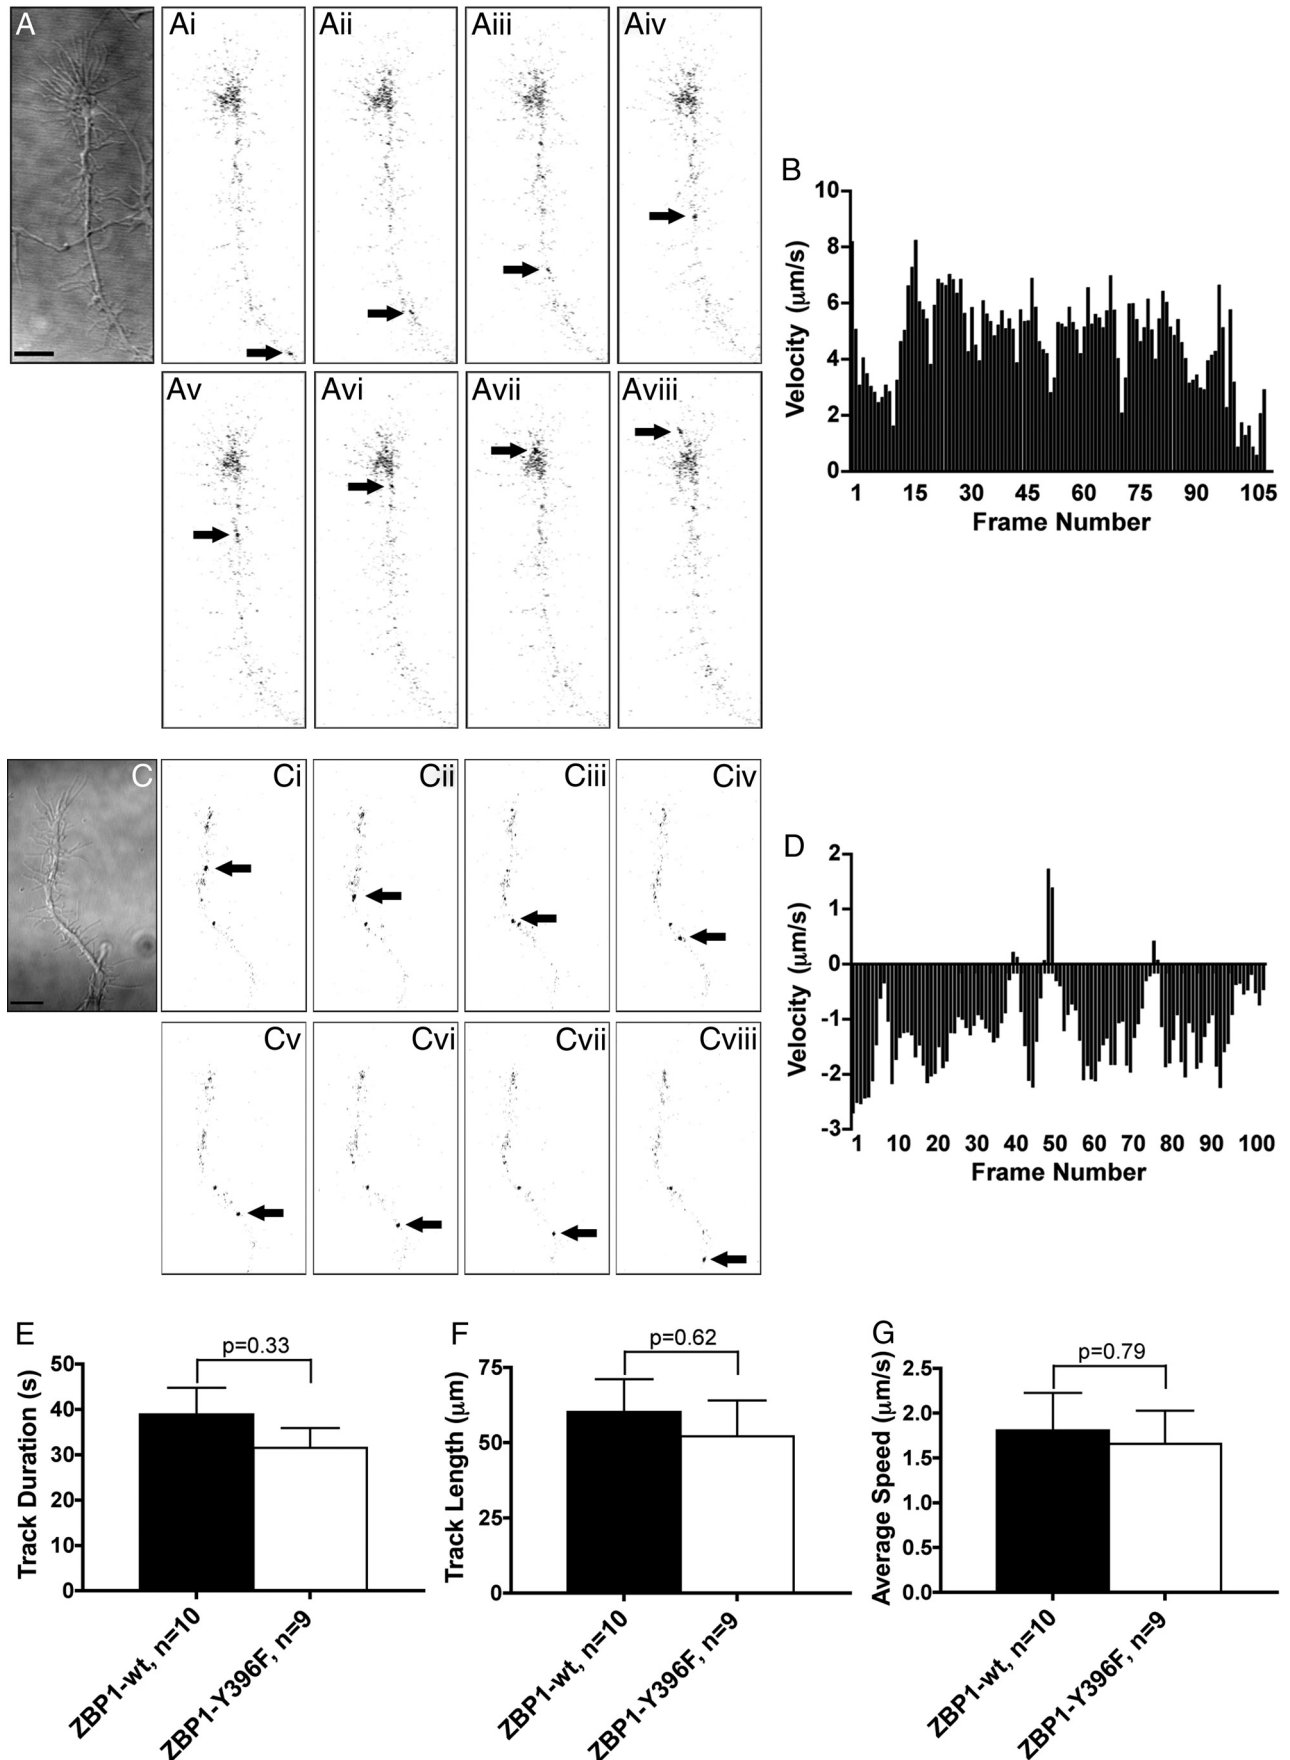 A
Ai
Aii
Aiii
Aiv
Av
Avi
Avii
Aviii
B
Velocity (μm/s)
10
8
6
4
2
0
1 15 30 45 60 75 90 105
Frame Number
C
Ci
Cii
Ciii
Civ
Cv
Cvi
Cvii
Cviii
D
Velocity (μm/s)
2
1
0
-1
-2
-3
1 10 20 30 40 50 60 70 80 90 100
Frame Number
E
p=0.33
Track Duration (s)
50
40
30
20
10
0
ZBP1-wt, n=10
ZBP1-Y396F, n=9
F
p=0.62
Track Length (μm)
75
50
25
0
ZBP1-wt, n=10
ZBP1-Y396F, n=9
G
p=0.79
Average Speed (μm/s)
2.5
2.0
1.5
1.0
0.5
0.0
ZBP1-wt, n=10
ZBP1-Y396F, n=9